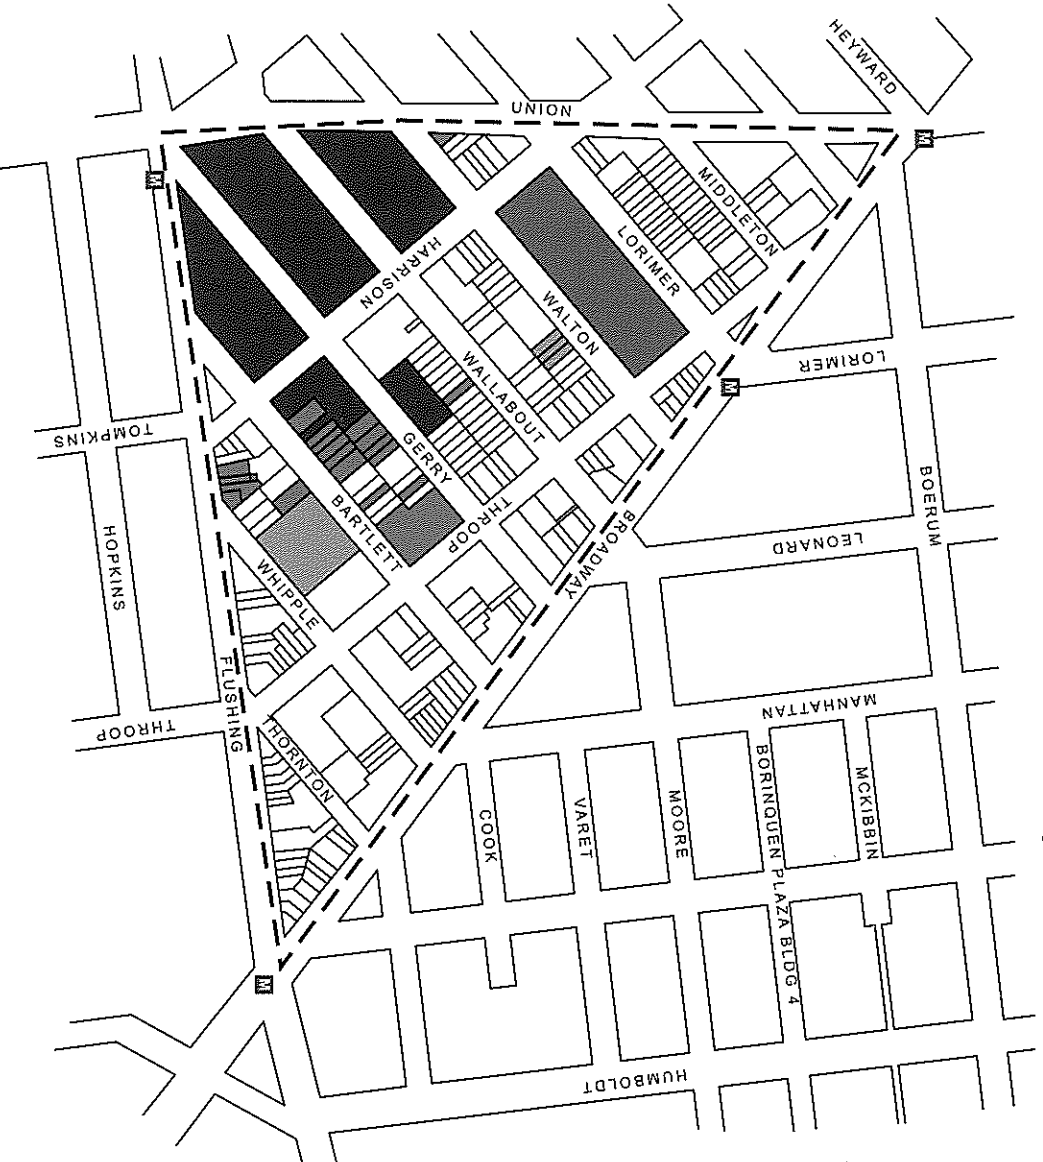 HEYWARD
UNION
M
M
MIDDLETON
LORIMER
HARRISON
WALTON
WALLABOUT
LORIMER
M
TOMPKINS
GERRY
BARTLETT
THROOP
BROADWAY
BOERUM
LEONARD
HOPKINS
WHIPPLE
FLUSHING
THROOP
THORNTON
MANHATTAN
COOK
VARET
MOORE
BORINQUEN PLAZA BLDG 4
MCKIBBIN
M
HUMBOLDT